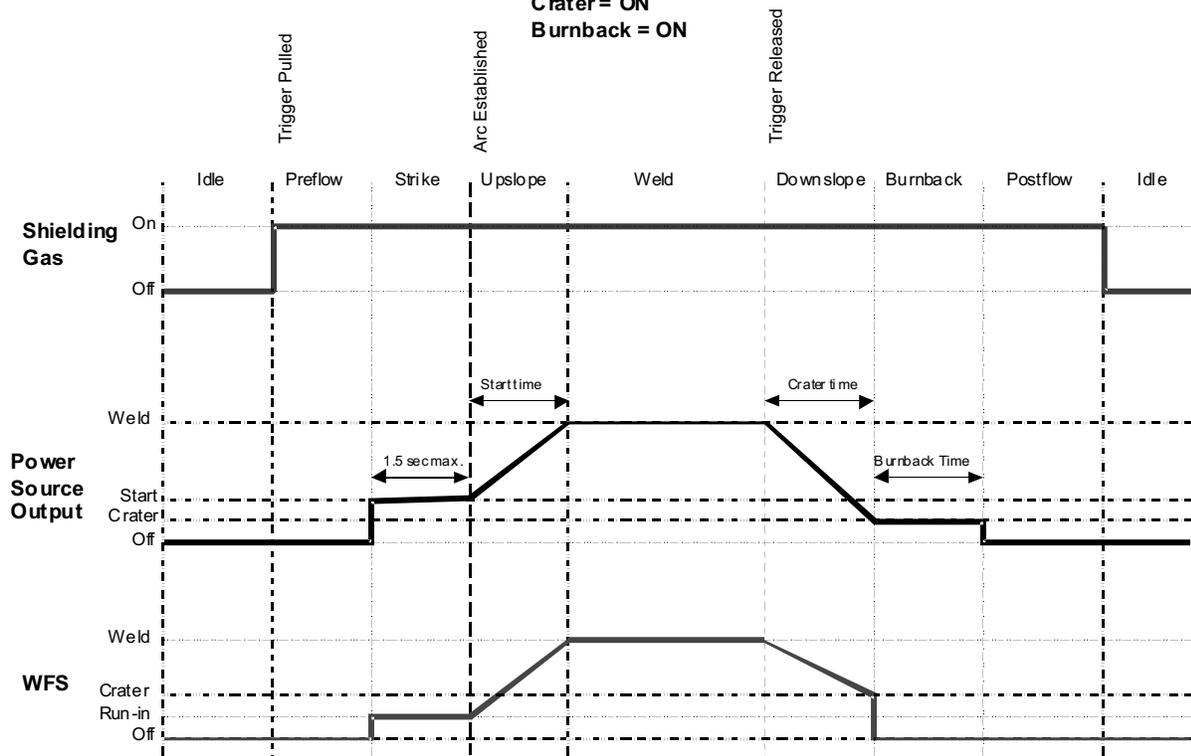 Crater = ON
Burnback = ON
Trigger Pulled
Arc Established
Trigger Released
Idle Preflow Strike Upslope Weld Downslope Burnback Postflow Idle
Shielding
Gas
On
Off
Start time
Crater time
Weld
1.5 sec max.
Burnback Time
Power
Source
Output
Start
Crater
Off
Weld
WFS
Crater
Run-in
Off